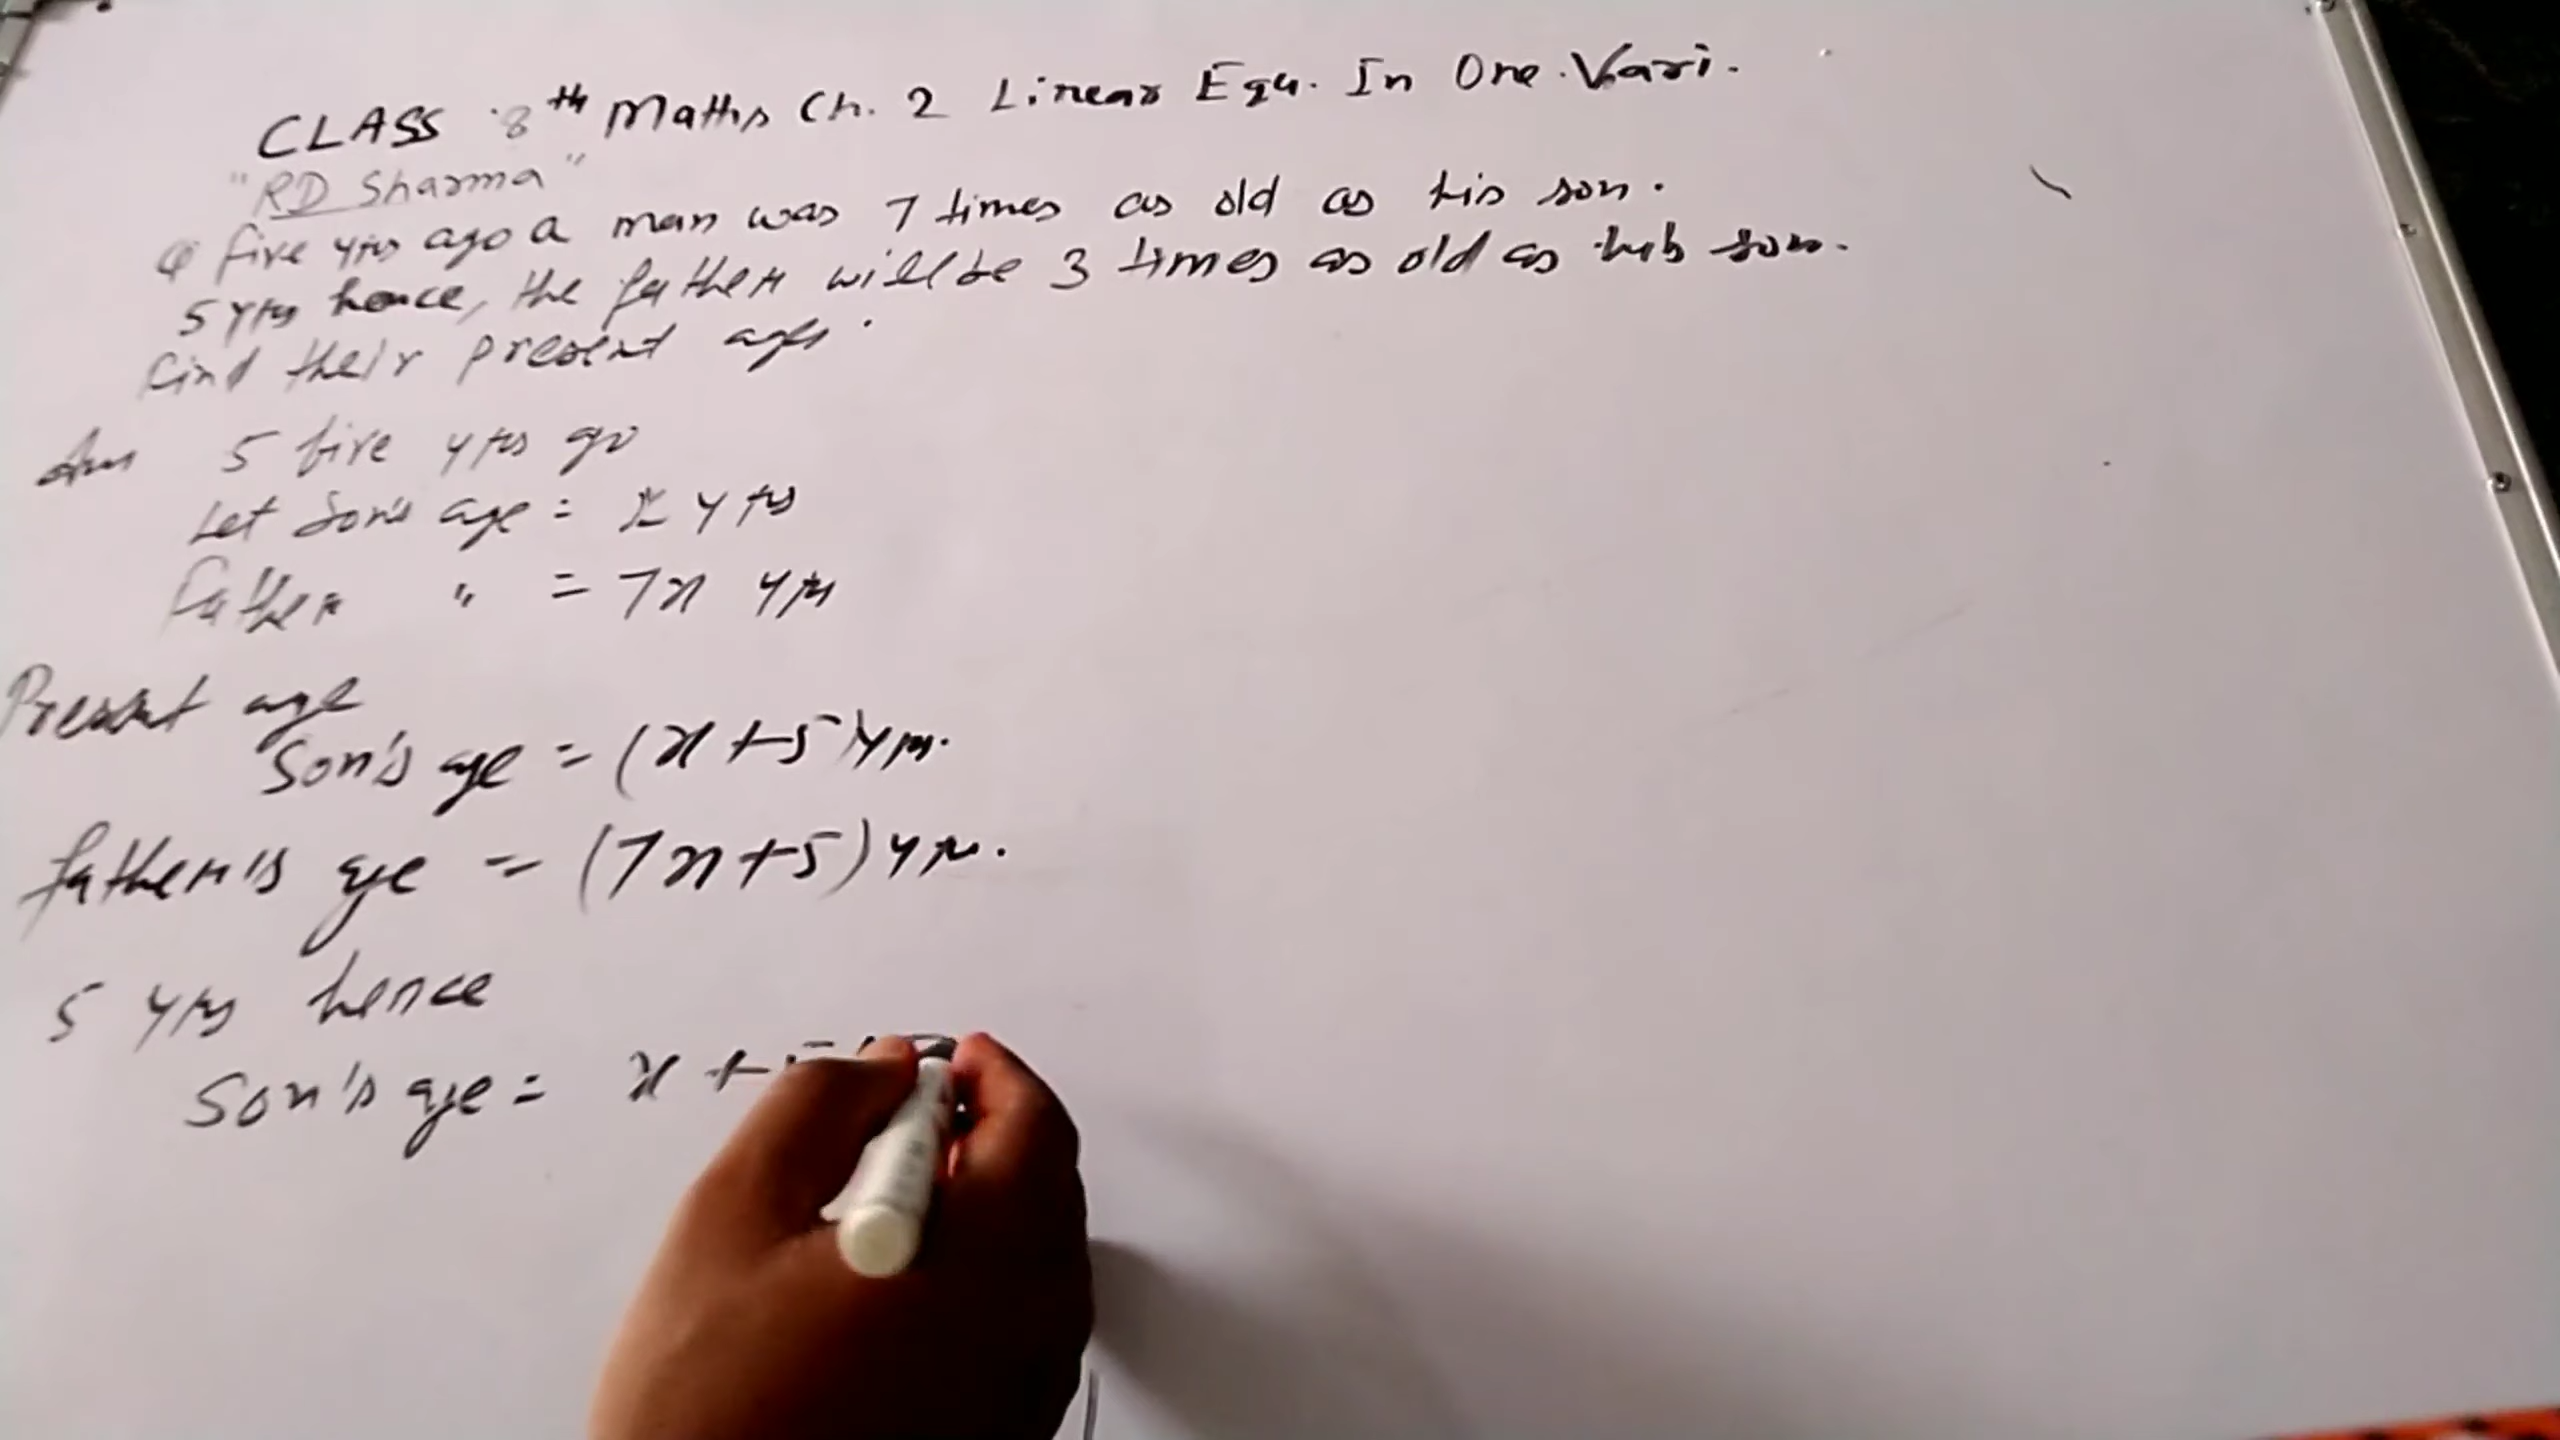 CLASS 8th Maths Ch. 2 Linear Equ. In One Vari.
"RD Sharma"
Q five yrs ago a man was 7 times as old as his son.
5 yrs hence, the father will be 3 times as old as his son.
find their present ages.
Ans 5 five yrs go
Let Son's age = x yrs
father " = 7x yrs
Present age
Son's age = (x+5) yrs.
father's age = (7x+5) yrs.
5 yrs hence
Son's age = x + 5